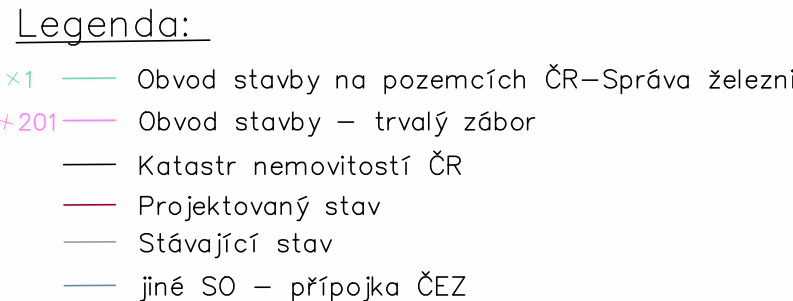 Legenda:
×1 Obvod stavby na pozemcích ČR-Správa železni
×201 Obvod stavby - trvalý zábor
Katastr nemovitostí ČR
Projektovaný stav
Stávající stav
jiné SO - přípojka ČEZ